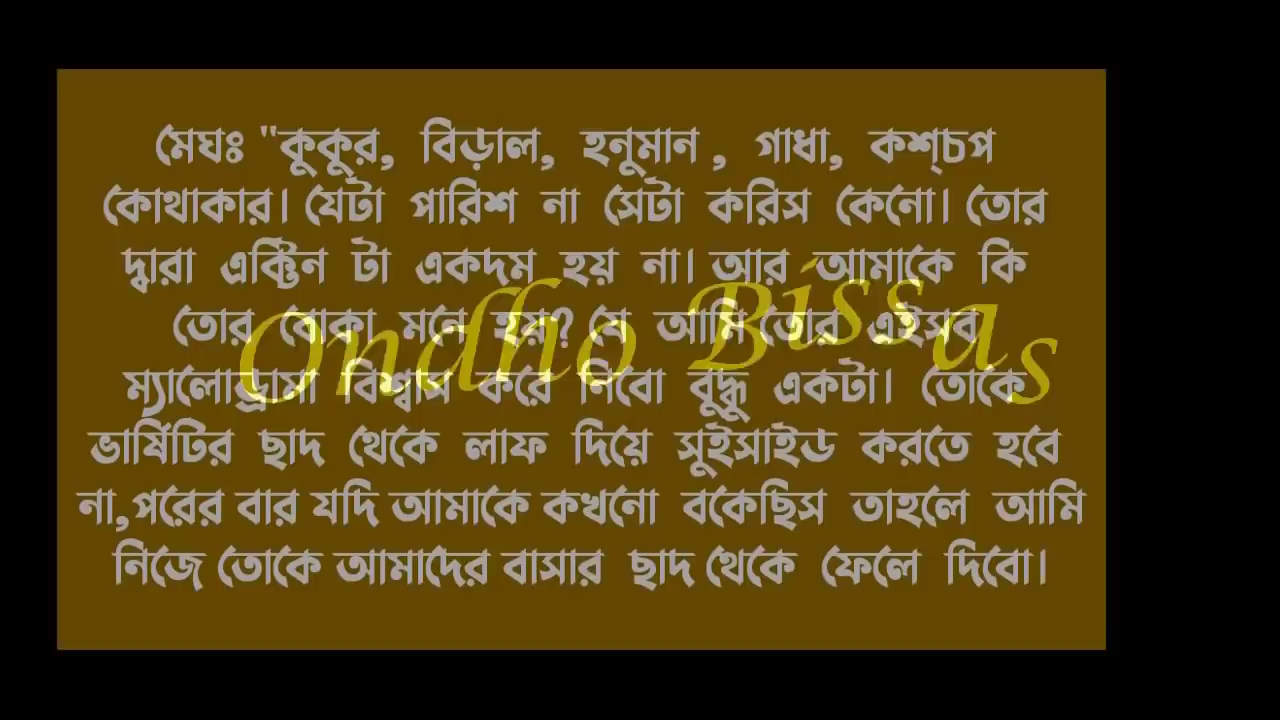 মেঘঃ "কুকুর, বিড়াল, হনুমান , গাধা, কশ্চপ
কোথাকার। যেটা পারিশ না সেটা করিস কেনো। তোর
দ্বারা এক্টিন টা একদম হয় না। আর আমাকে কি
তোর বোকা মনে হয়? যে আমি তোর এইসব
ম্যালোড্রামা বিশ্বাস করে নিবো বুদ্ধু একটা। তোকে
ভার্ষিটির ছাদ থেকে লাফ দিয়ে সুইসাইড করতে হবে
না,পরের বার যদি আমাকে কখনো বকেছিস তাহলে আমি
নিজে তোকে আমাদের বাসার ছাদ থেকে ফেলে দিবো।
Ondho Bissas